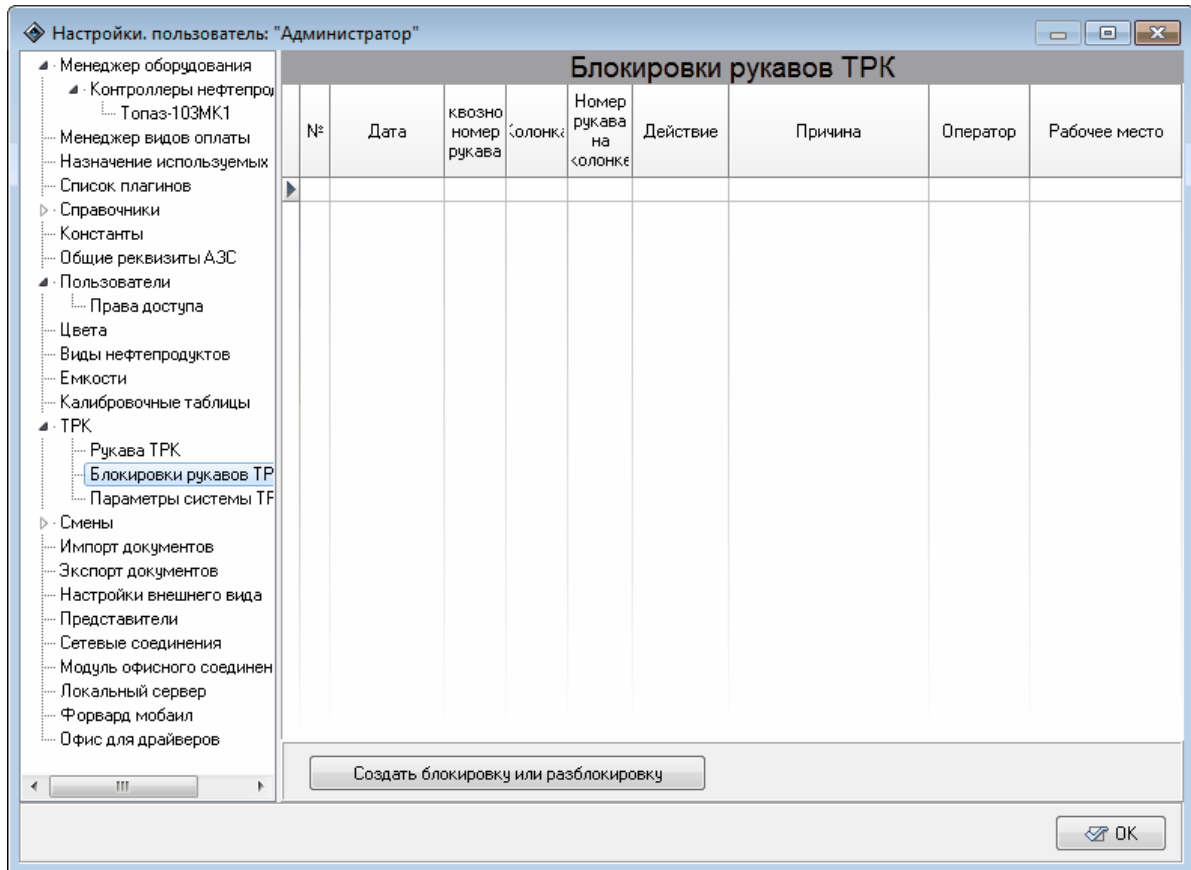 Настройки. пользователь: "Администратор"
Менеджер оборудования
Контроллеры нефтепрод
Топаз-103МК1
Менеджер видов оплаты
Назначение используемых
Список плагинов
Справочники
Константы
Общие реквизиты АЗС
Пользователи
Права доступа
Цвета
Виды нефтепродуктов
Емкости
Калибровочные таблицы
ТРК
Рукава ТРК
Блокировки рукавов ТР
Параметры системы ТР
Смены
Импорт документов
Экспорт документов
Настройки внешнего вида
Представители
Сетевые соединения
Модуль офисного соединен
Локальный сервер
Форвард мобаил
Офис для драйверов
Блокировки рукавов ТРК
№
Дата
квозно
номер
рукава
Колонка
Номер
рукава
на
колонке
Действие
Причина
Оператор
Рабочее место
Создать блокировку или разблокировку
OK